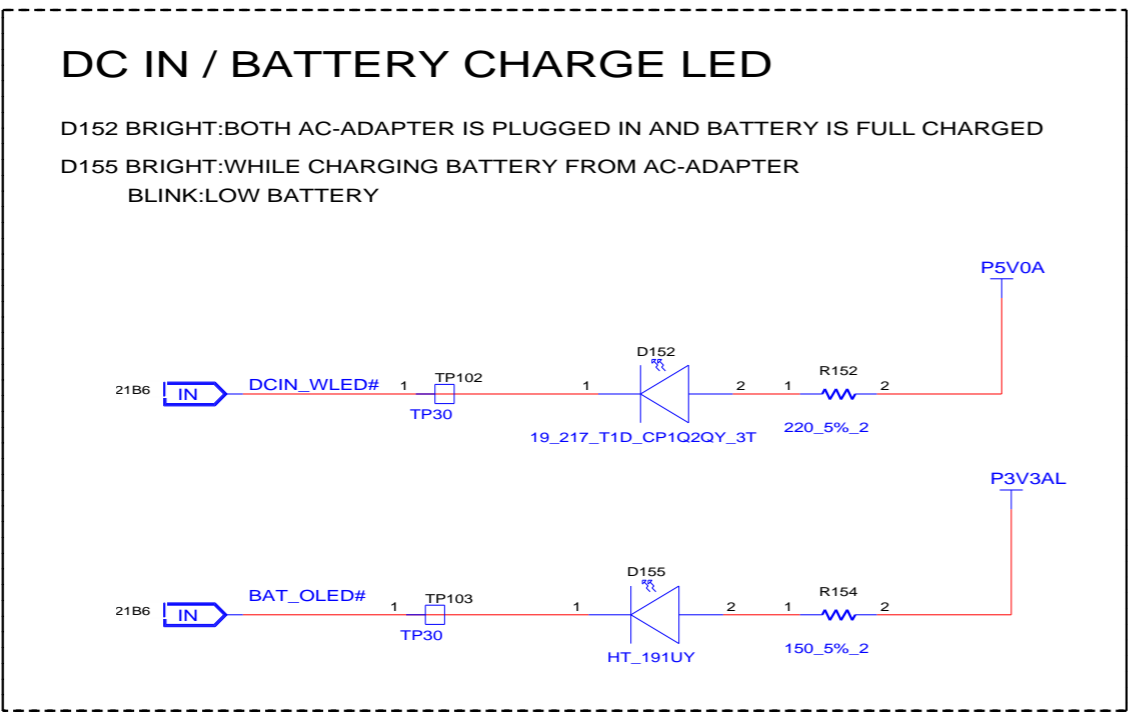 DC IN / BATTERY CHARGE LED
D152 BRIGHT:BOTH AC-ADAPTER IS PLUGGED IN AND BATTERY IS FULL CHARGED
D155 BRIGHT:WHILE CHARGING BATTERY FROM AC-ADAPTER
BLINK:LOW BATTERY
P5V0A
D152
21B6 IN DCIN_WLED# 1 TP102 1 2 1 R152 2
TP30
19_217_T1D_CP1Q2QY_3T
220_5%_2
P3V3AL
D155
21B6 IN BAT_OLED# 1 TP103 1 2 1 R154 2
TP30
HT_191UY
150_5%_2